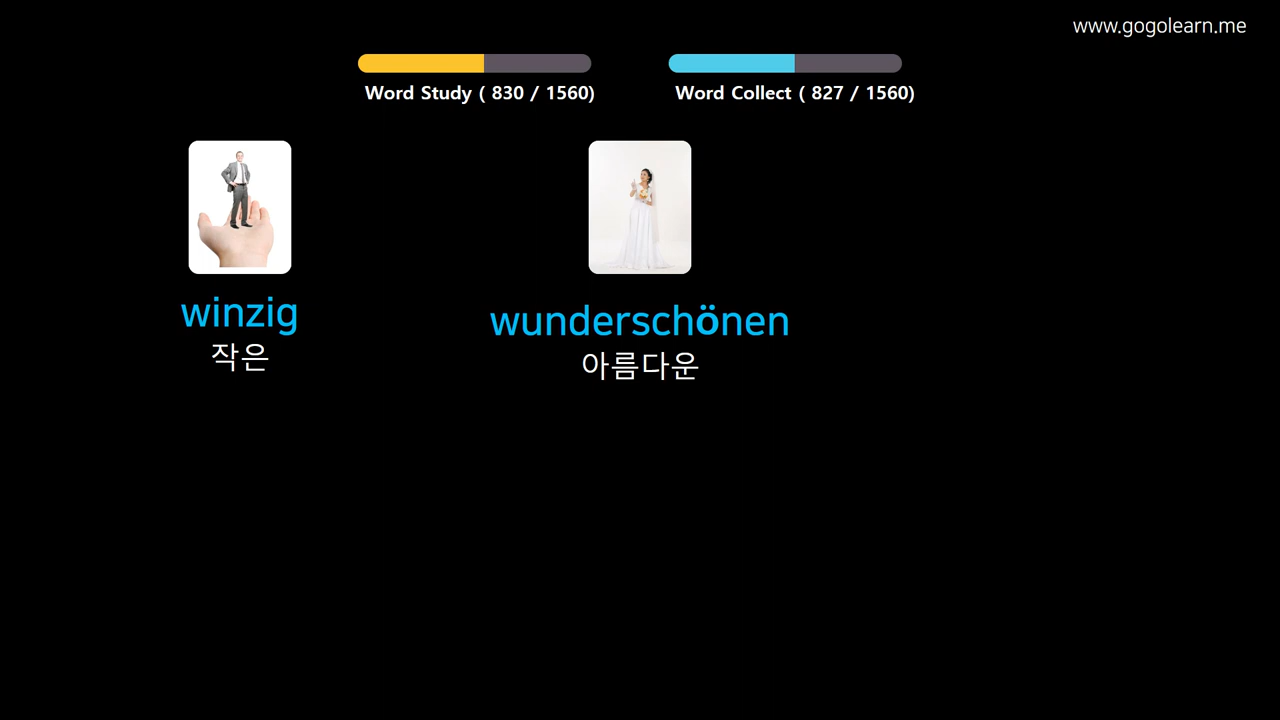 www.gogolearn.me
Word Study ( 830 / 1560)
Word Collect ( 827 / 1560)
winzig
작은
wunderschönen
아름다운